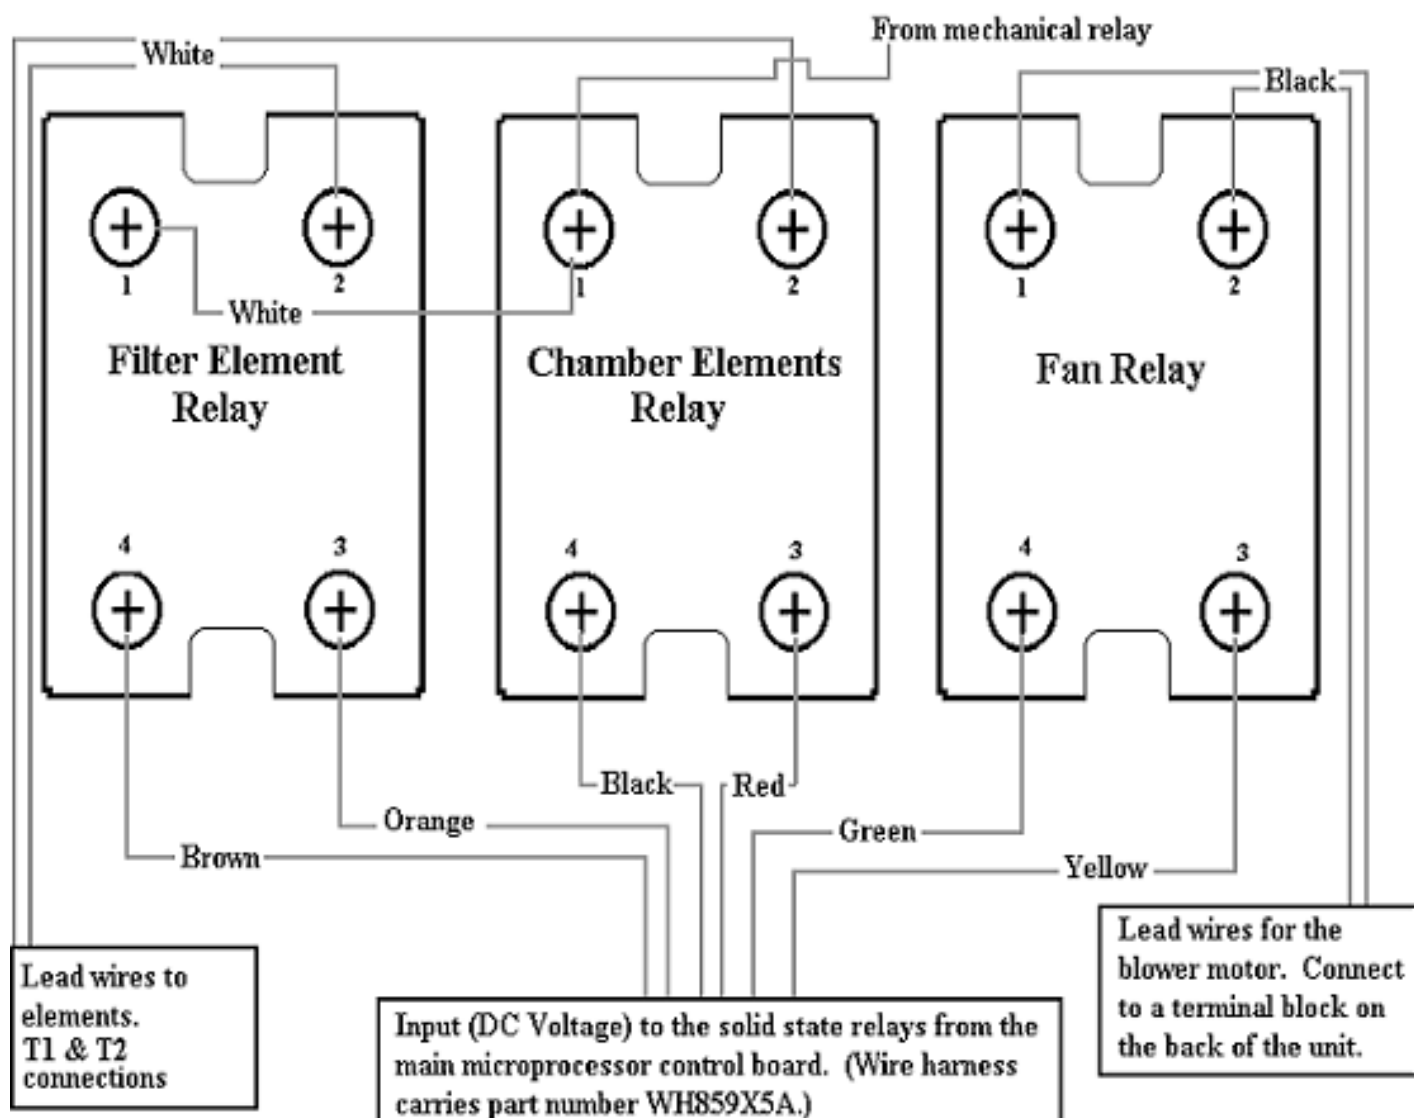 From mechanical relay
White
Black
1
2
1
2
1
2
White
Filter Element
Relay
Chamber Elements
Relay
Fan Relay
4
3
4
3
4
3
Black
Red
Orange
Green
Brown
Yellow
Lead wires to
elements.
T1 & T2
connections
Input (DC Voltage) to the solid state relays from the
main microprocessor control board. (Wire harness
carries part number WH859X5A.)
Lead wires for the
blower motor. Connect
to a terminal block on
the back of the unit.